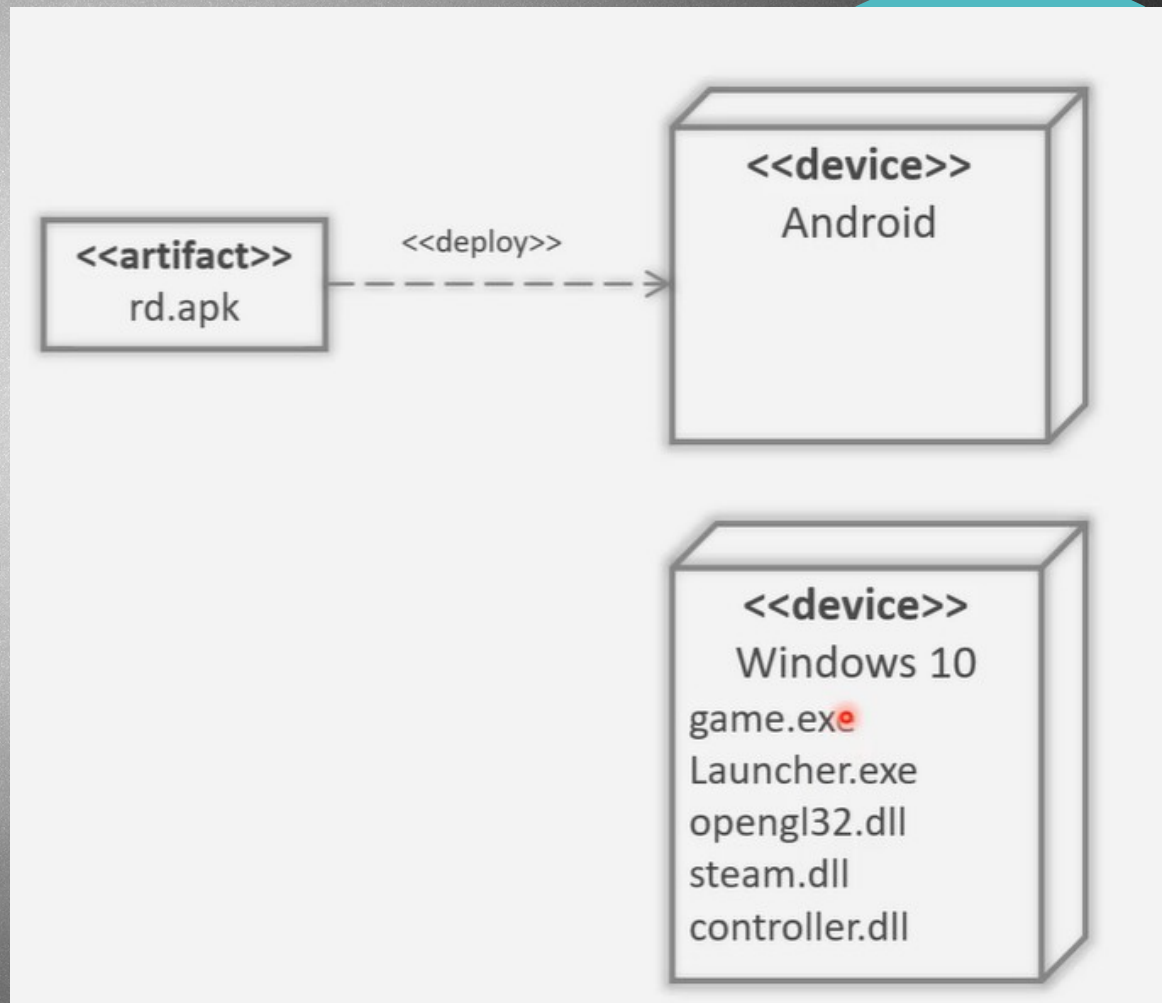 <<artifact>>
rd.apk
<<deploy>>
<<device>>
Android
<<device>>
Windows 10
game.exe
Launcher.exe
opengl32.dll
steam.dll
controller.dll